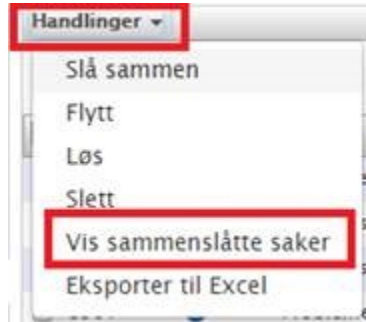 Handlinger
Slå sammen
Flytt
Løs
Slett
Vis sammenslåtte saker
Eksporter til Excel